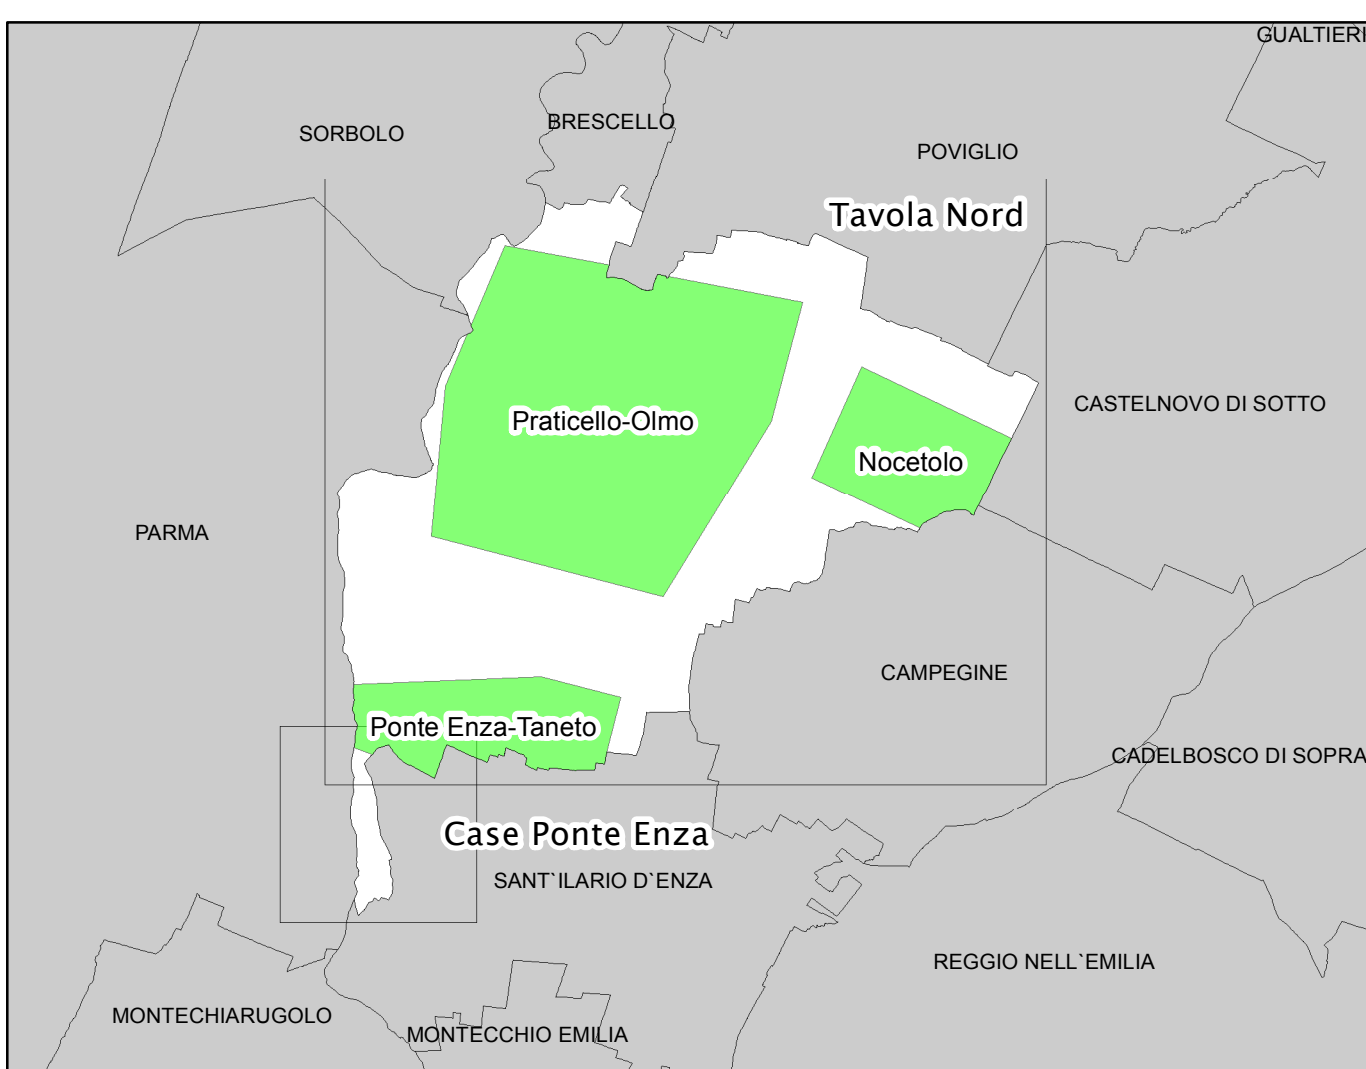 GUALTIERI
BRESCELLO
SORBOLO
POVIGLIO
Tavola Nord
CASTELNOVO DI SOTTO
Praticello-Olmo
Nocetolo
PARMA
CAMPEGINE
Ponte Enza-Taneto
CADELBOSCO DI SOPRA
Case Ponte Enza
SANT`ILARIO D`ENZA
REGGIO NELL`EMILIA
MONTECHIARUGOLO
MONTECCHIO EMILIA